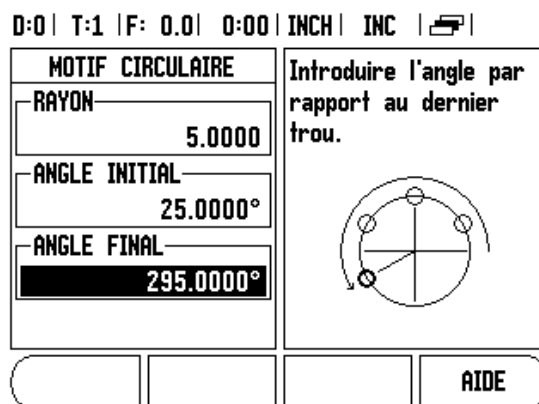 D:0 | T:1 | F: 0.0 | 0:00 | INCH | INC |
MOTIF CIRCULAIRE
RAYON
5.0000
ANGLE INITIAL
25.0000°
ANGLE FINAL
295.0000°
Introduire l'angle par
rapport au dernier
trou.
AIDE